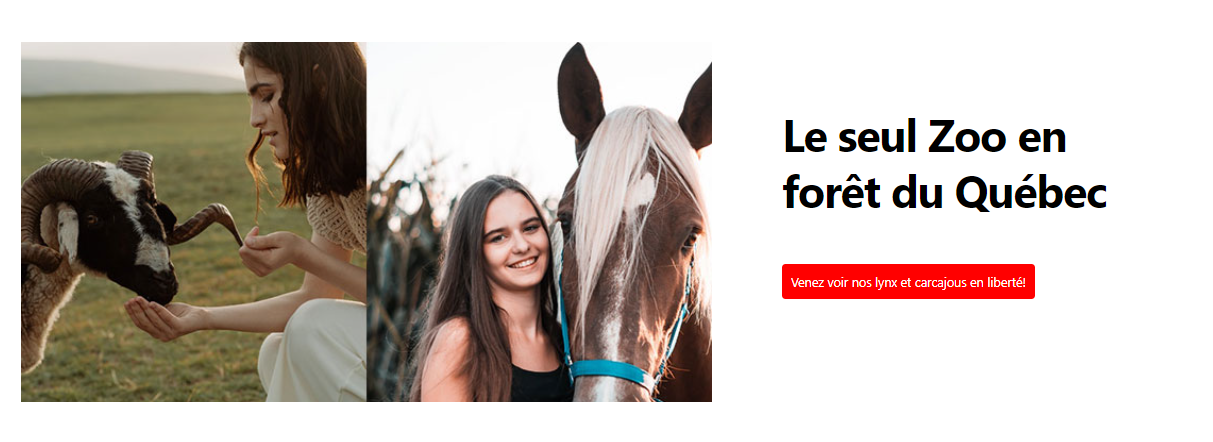 Le seul Zoo en
forêt du Québec
Venez voir nos lynx et carcajous en liberté!